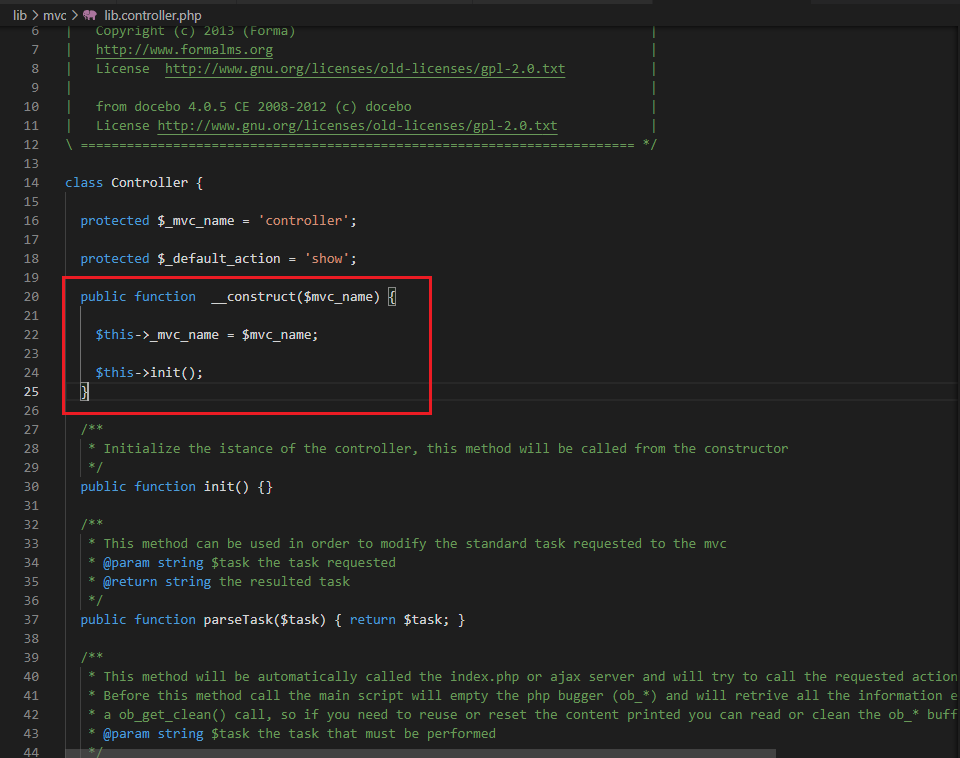 lib > mvc > lib.controller.php
6 | Copyright (c) 2013 (Forma) |
7 | http://www.formalms.org |
8 | License http://www.gnu.org/licenses/old-licenses/gpl-2.0.txt |
9 | |
10 | from docebo 4.0.5 CE 2008-2012 (c) docebo |
11 | License http://www.gnu.org/licenses/old-licenses/gpl-2.0.txt |
12 \ ======================================================================== */
13
14 class Controller {
15
16 protected $_mvc_name = 'controller';
17
18 protected $_default_action = 'show';
19
20 public function __construct($mvc_name) {
21
22 $this->_mvc_name = $mvc_name;
23
24 $this->init();
25 }
26
27 /**
28 * Initialize the istance of the controller, this method will be called from the constructor
29 */
30 public function init() {}
31
32 /**
33 * This method can be used in order to modify the standard task requested to the mvc
34 * @param string $task the task requested
35 * @return string the resulted task
36 */
37 public function parseTask($task) { return $task; }
38
39 /**
40 * This method will be automatically called the index.php or ajax server and will try to call the requested action
41 * Before this method call the main script will empty the php bugger (ob_*) and will retrive all the information e
42 * a ob_get_clean() call, so if you need to reuse or reset the content printed you can read or clean the ob_* buff
43 * @param string $task the task that must be performed
44 */